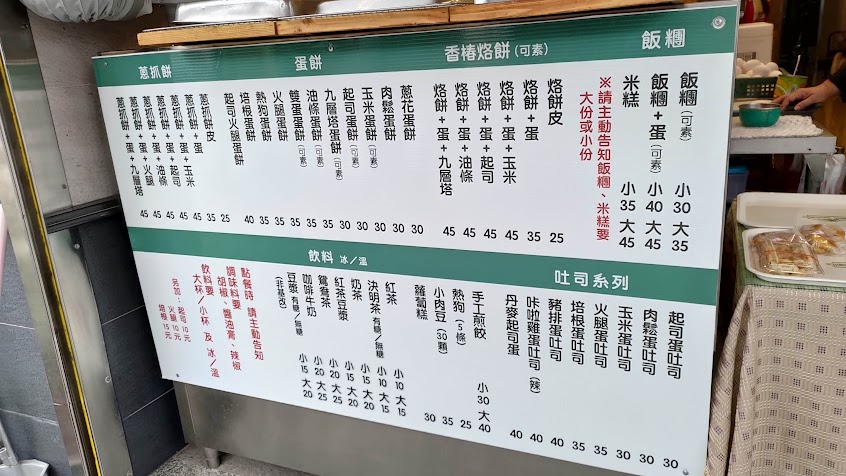 飯糰
飯糰(可素) 小30 大35
飯糰+蛋(可素) 小40 大45
米糕 小35 大45
※請主動告知飯糰、米糕要
大份或小份
香椿烙餅(可素)
烙餅皮 25
烙餅+蛋 35
烙餅+蛋+玉米 45
烙餅+蛋+起司 45
烙餅+蛋+油條 45
烙餅+蛋+九層塔 45
蛋餅
蔥花蛋餅 30
肉鬆蛋餅 30
玉米蛋餅(可素) 30
起司蛋餅(可素) 30
九層塔蛋餅(可素) 35
油條蛋餅(可素) 35
雙蛋蛋餅(可素) 35
火腿蛋餅 35
熱狗蛋餅 35
培根蛋餅 35
起司火腿蛋餅 40
蔥抓餅
蔥抓餅皮 25
蔥抓餅+蛋 35
蔥抓餅+蛋+玉米 45
蔥抓餅+蛋+起司 45
蔥抓餅+蛋+油條 45
蔥抓餅+蛋+火腿 45
蔥抓餅+蛋+九層塔 45
吐司系列
起司蛋吐司 30
肉鬆蛋吐司 30
玉米蛋吐司 30
火腿蛋吐司 35
培根蛋吐司 35
豬排蛋吐司 40
咔啦雞蛋吐司(辣) 40
丹麥起司蛋 40
手工煎餃 小30 大40
熱狗(5條) 25
小肉豆(30顆) 35
蘿蔔糕 30
飲料 冰/溫
紅茶 小10 大15
決明茶 有糖/無糖 小10
奶茶 小15 大20
紅茶豆漿 小15 大20
鴛鴦茶 小20
咖啡牛奶 小20 大25
豆漿 有糖/無糖 小15 大20
(非基改)
點餐時 請主動告知
調味料要 胡椒、醬油膏、辣椒
飲料要 大杯/小杯 及 冰/溫
另加:起司10元
火腿10元
培根15元